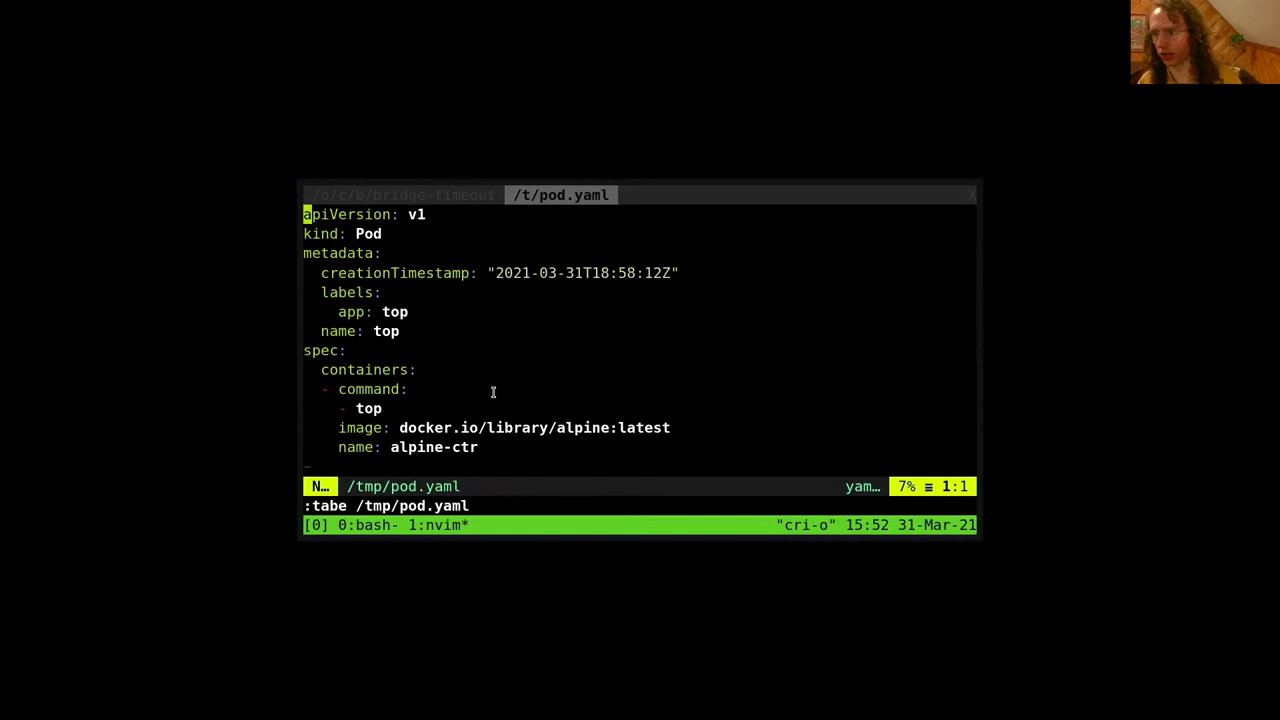 /o/c/b/bridge-timeout /t/pod.yaml X
apiVersion: v1
kind: Pod
metadata:
  creationTimestamp: "2021-03-31T18:58:12Z"
  labels:
    app: top
  name: top
spec:
  containers:
  - command:
    - top
    image: docker.io/library/alpine:latest
    name: alpine-ctr
~
N… /tmp/pod.yaml yam… 7% ≡ 1:1
:tabe /tmp/pod.yaml
[0] 0:bash- 1:nvim* "cri-o" 15:52 31-Mar-21